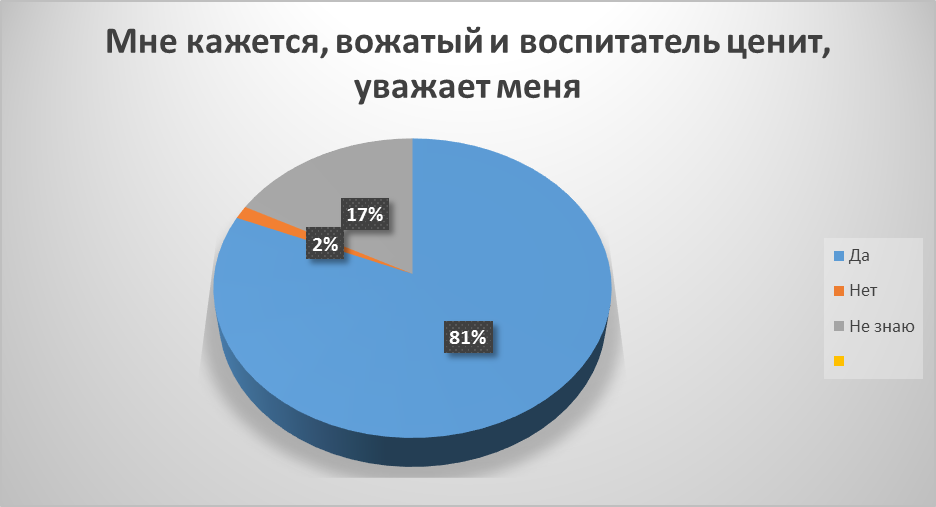 Мне кажется, вожатый и воспитатель ценит,
уважает меня
17%
2%
81%
Да
Нет
Не знаю